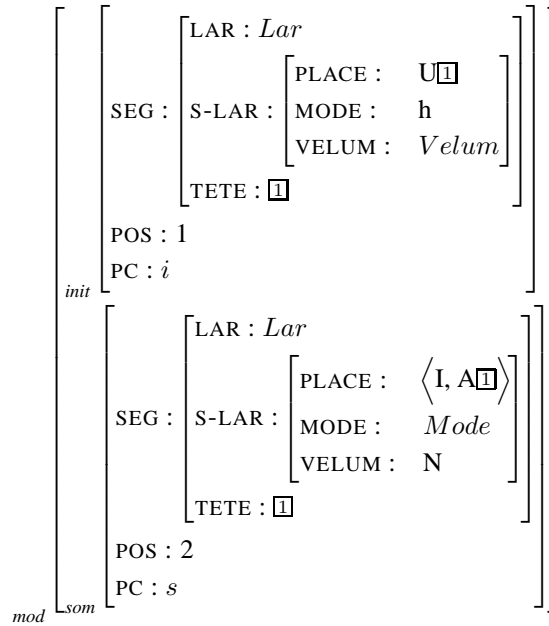 LAR : Lar
PLACE : U1
SEG : S-LAR : MODE : h
VELUM : Velum
TETE : 1
POS : 1
PC : i
init
LAR : Lar
PLACE : ⟨I, A1⟩
SEG : S-LAR : MODE : Mode
VELUM : N
TETE : 1
POS : 2
PC : s
mod som